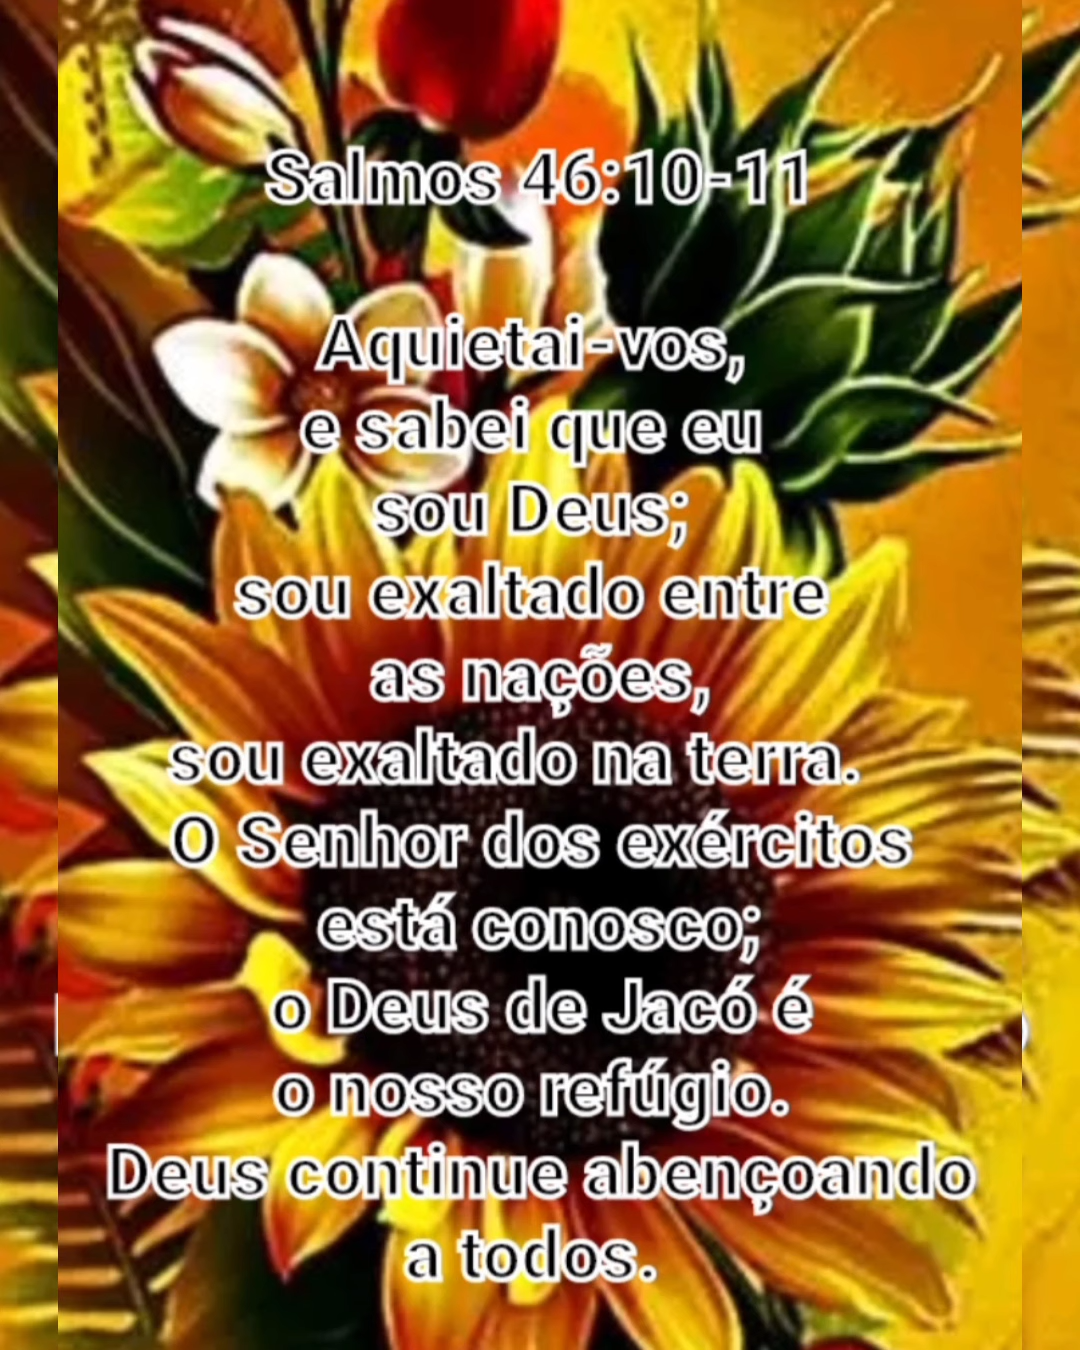 Salmos 46:10-11
Aquietai-vos,
e sabei que eu
sou Deus;
sou exaltado entre
as nações,
sou exaltado na terra.
O Senhor dos exércitos
está conosco;
o Deus de Jacó é
o nosso refúgio.
Deus continue abençoando
a todos.